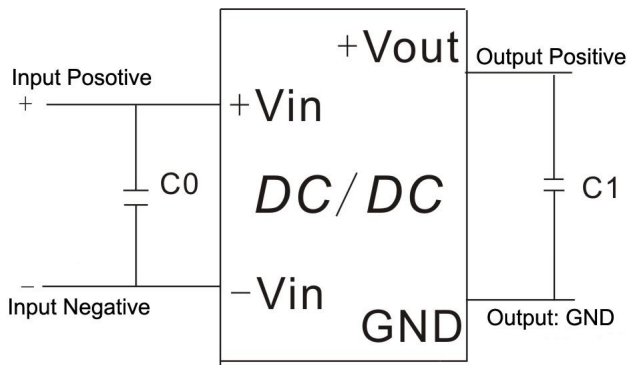 +Vout
Output Positive
Input Posotive
+
+Vin
C0
DC/DC
C1
−
−Vin
Input Negative
GND
Output: GND